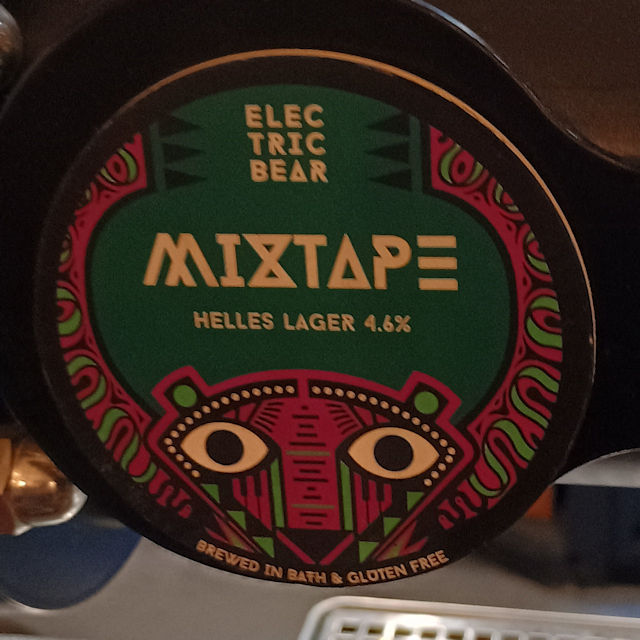 ELEC
TRIC
BEAR
MIXTAPE
HELLES LAGER 4.6%
BREWED IN BATH & GLUTEN FREE